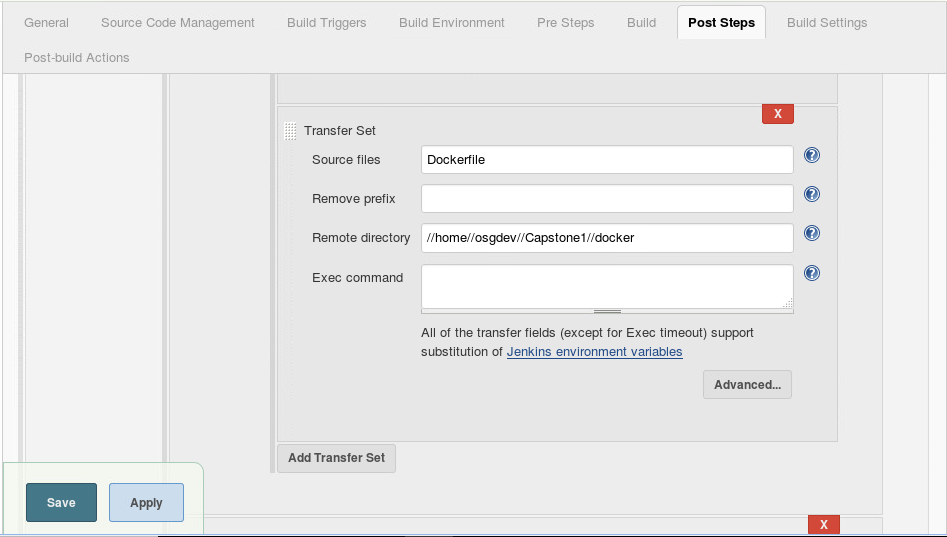 General Source Code Management Build Triggers Build Environment Pre Steps Build Post Steps Build Settings
Post-build Actions
X
Transfer Set
Source files Dockerfile ?
Remove prefix ?
Remote directory //home//osgdev//Capstone1//docker ?
Exec command ?
All of the transfer fields (except for Exec timeout) support
substitution of Jenkins environment variables
Advanced...
Add Transfer Set
Save Apply
X